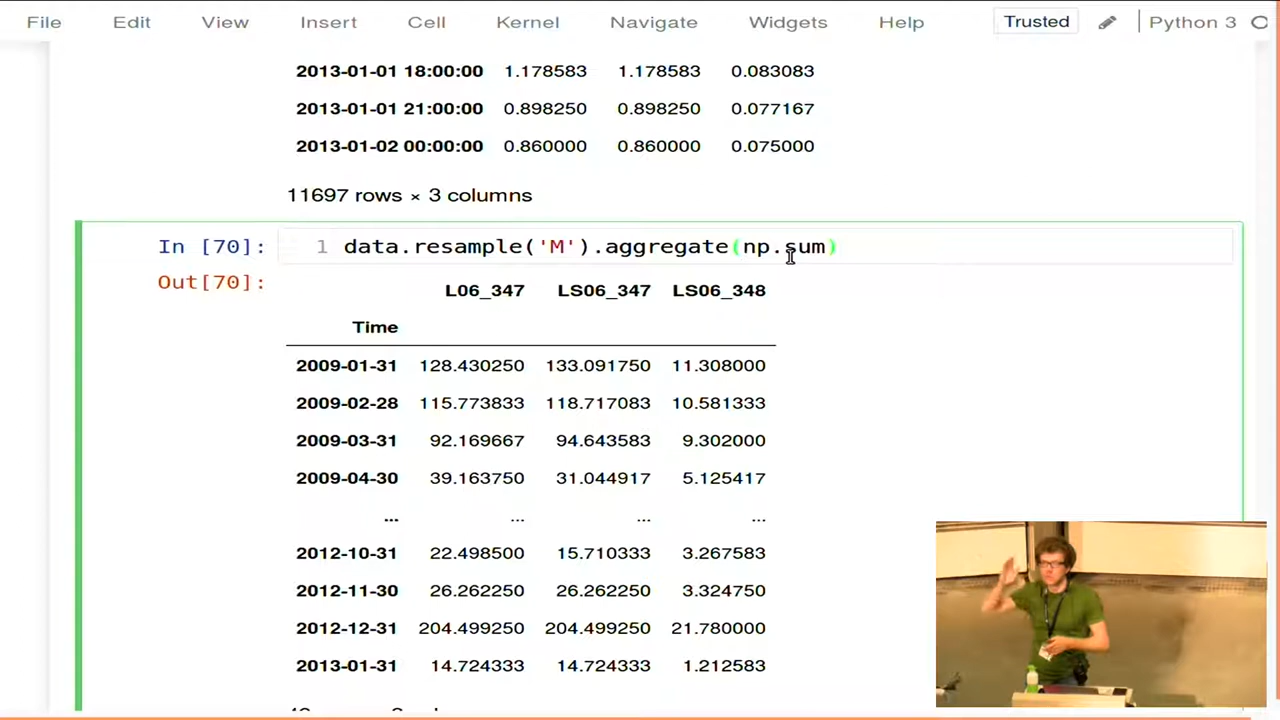 File Edit View Insert Cell Kernel Navigate Widgets Help Trusted Python 3
2013-01-01 18:00:00 1.178583 1.178583 0.083083
2013-01-01 21:00:00 0.898250 0.898250 0.077167
2013-01-02 00:00:00 0.860000 0.860000 0.075000
11697 rows × 3 columns
In [70]: 1 data.resample('M').aggregate(np.sum)
Out[70]:
L06_347 LS06_347 LS06_348
Time
2009-01-31 128.430250 133.091750 11.308000
2009-02-28 115.773833 118.717083 10.581333
2009-03-31 92.169667 94.643583 9.302000
2009-04-30 39.163750 31.044917 5.125417
... ... ... ...
2012-10-31 22.498500 15.710333 3.267583
2012-11-30 26.262250 26.262250 3.324750
2012-12-31 204.499250 204.499250 21.780000
2013-01-31 14.724333 14.724333 1.212583